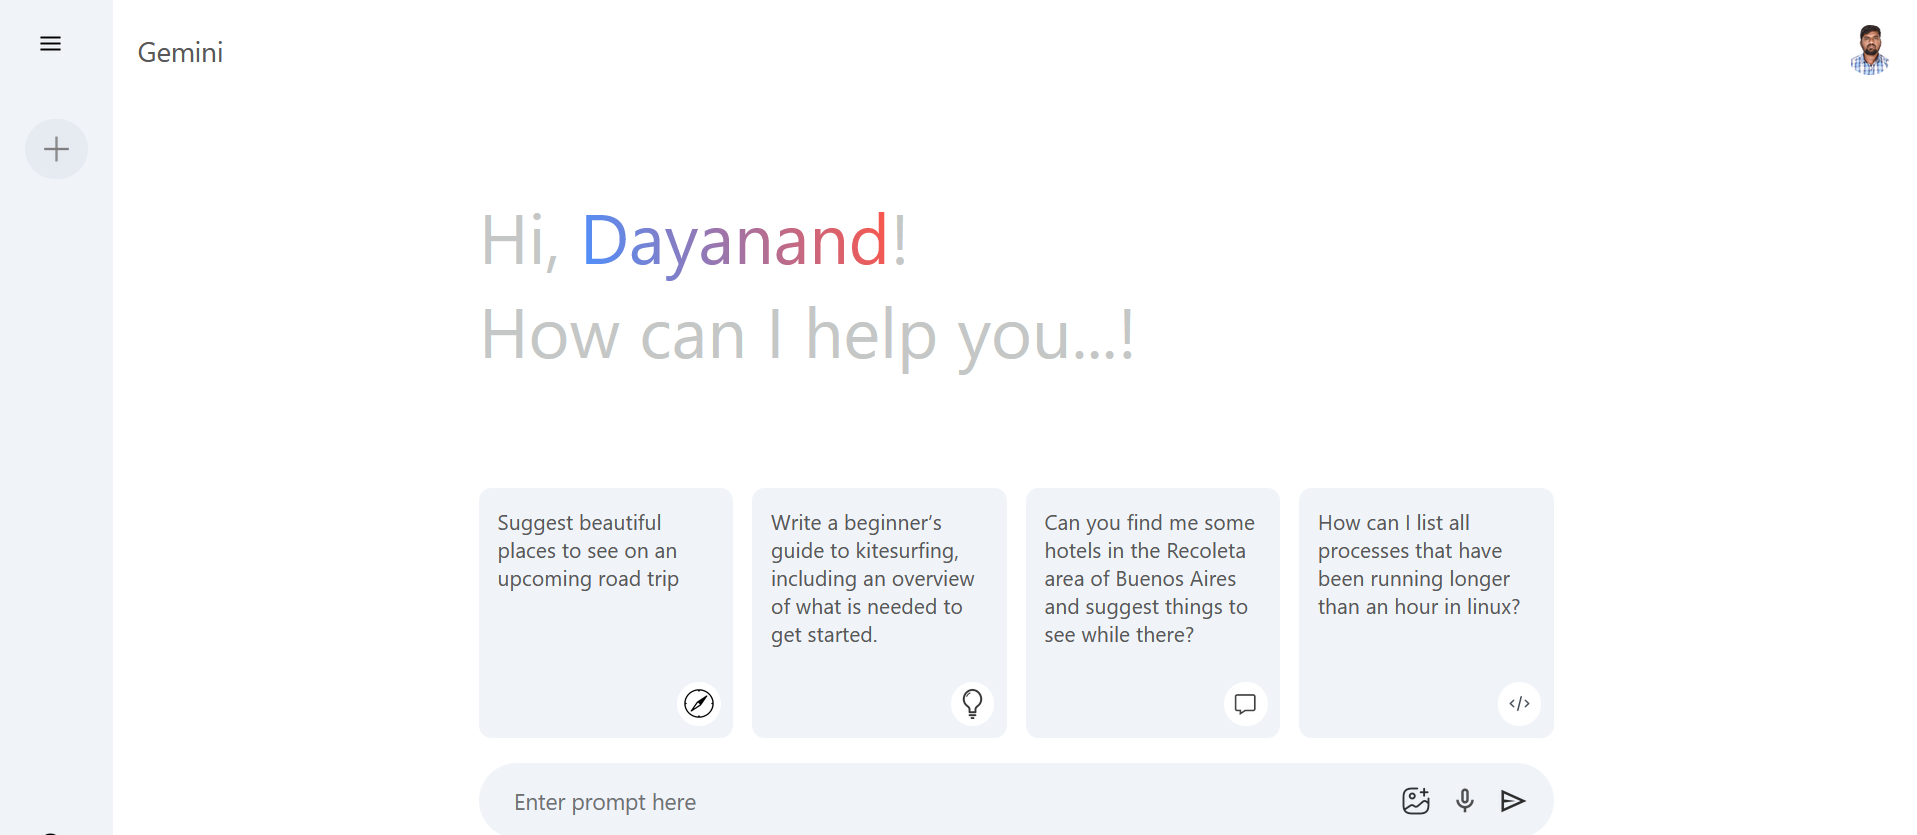 Gemini
Hi, Dayanand!
How can I help you...!
Suggest beautiful
places to see on an
upcoming road trip
Write a beginner’s
guide to kitesurfing,
including an overview
of what is needed to
get started.
Can you find me some
hotels in the Recoleta
area of Buenos Aires
and suggest things to
see while there?
How can I list all
processes that have
been running longer
than an hour in linux?
Enter prompt here